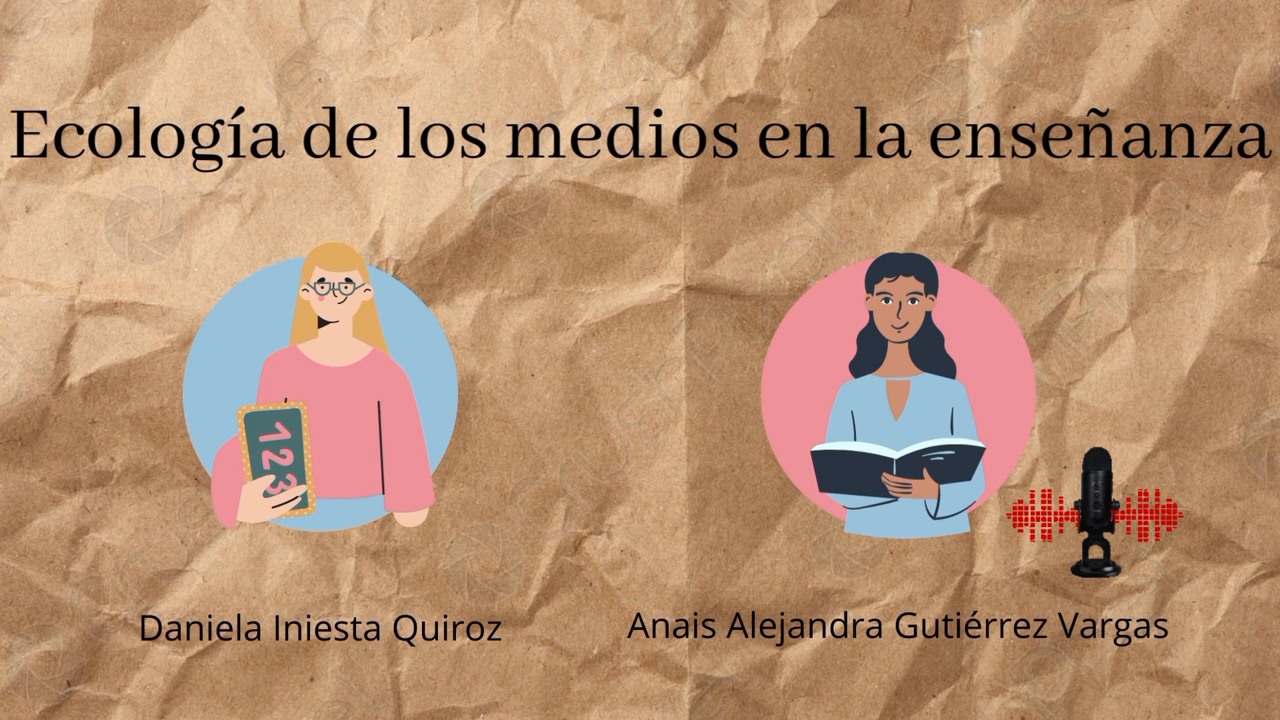 Ecología de los medios en la enseñanza
123
Daniela Iniesta Quiroz
Anais Alejandra Gutiérrez Vargas